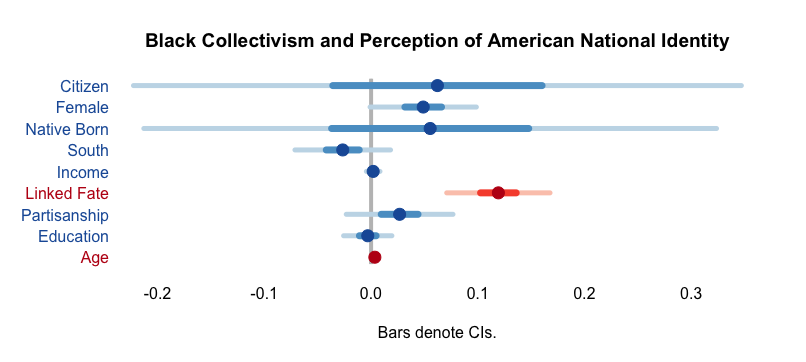 Black Collectivism and Perception of American National Identity
Citizen
Female
Native Born
South
Income
Linked Fate
Partisanship
Education
Age
-0.2 -0.1 0.0 0.1 0.2 0.3
Bars denote CIs.